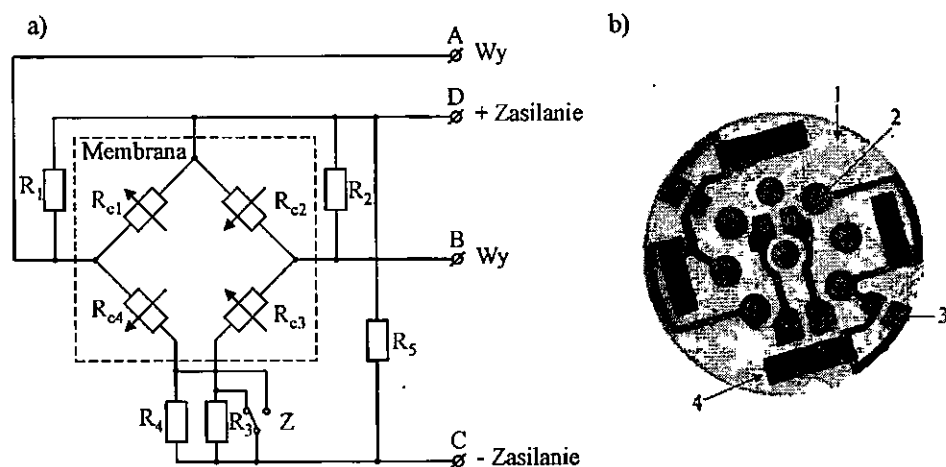 a)
b)
A
Wy
D
+ Zasilanie
1
2
Membrana
R1
Rc1
Rc2
R2
B
Wy
Rc4
Rc3
R5
3
R4
R3
Z
4
C
- Zasilanie